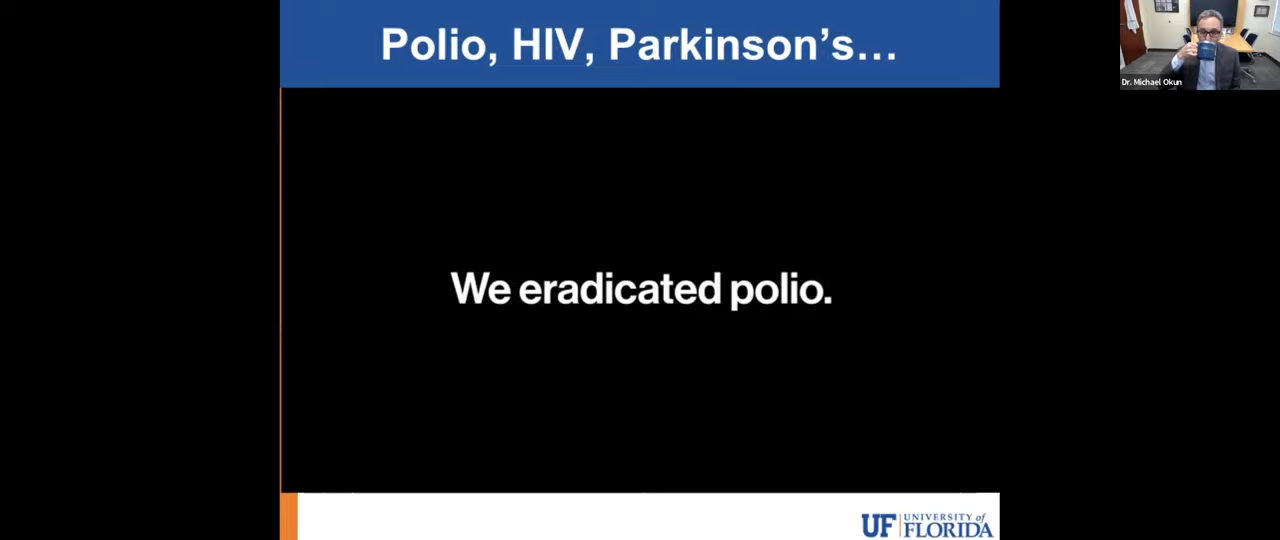 Polio, HIV, Parkinson’s…
Dr. Michael Okun
We eradicated polio.
UF UNIVERSITY of
FLORIDA